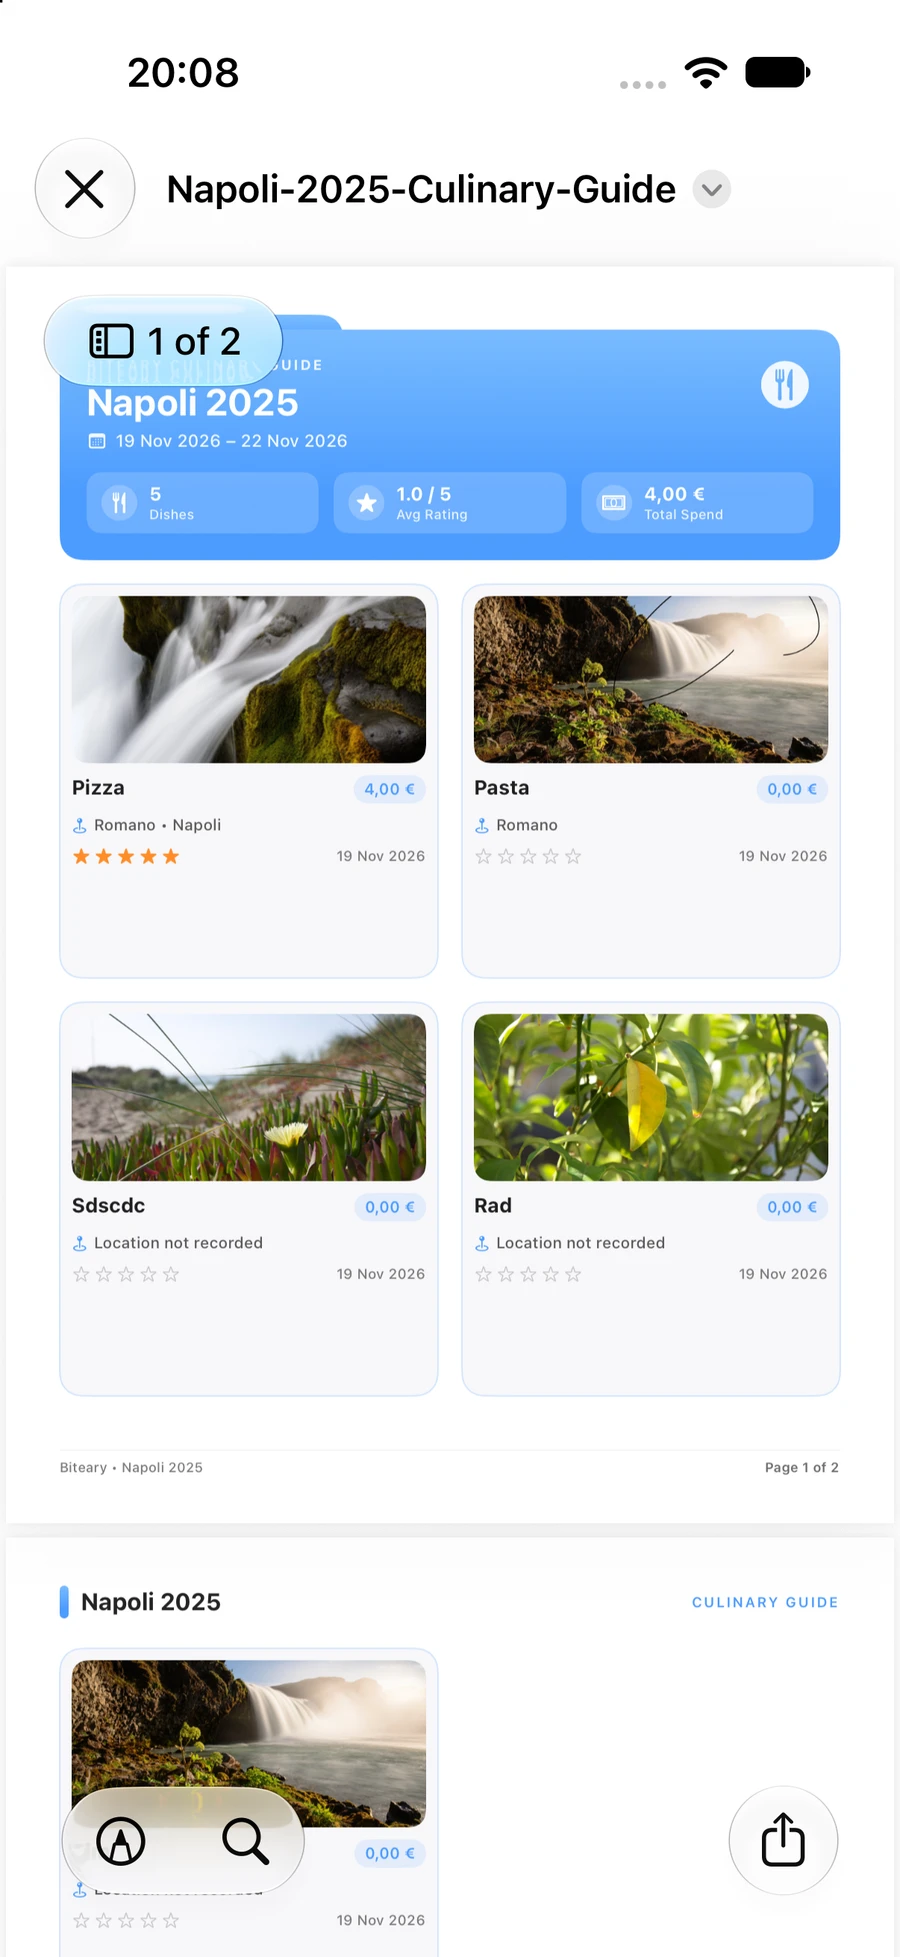 20:08
Napoli-2025-Culinary-Guide
1 of 2
BITEARY CULINARY GUIDE
Napoli 2025
19 Nov 2026 – 22 Nov 2026
5
Dishes
1.0 / 5
Avg Rating
4,00 €
Total Spend
Pizza
4,00 €
Romano • Napoli
19 Nov 2026
Pasta
0,00 €
Romano
19 Nov 2026
Sdscdc
0,00 €
Location not recorded
19 Nov 2026
Rad
0,00 €
Location not recorded
19 Nov 2026
Biteary • Napoli 2025
Page 1 of 2
Napoli 2025
CULINARY GUIDE
0,00 €
19 Nov 2026